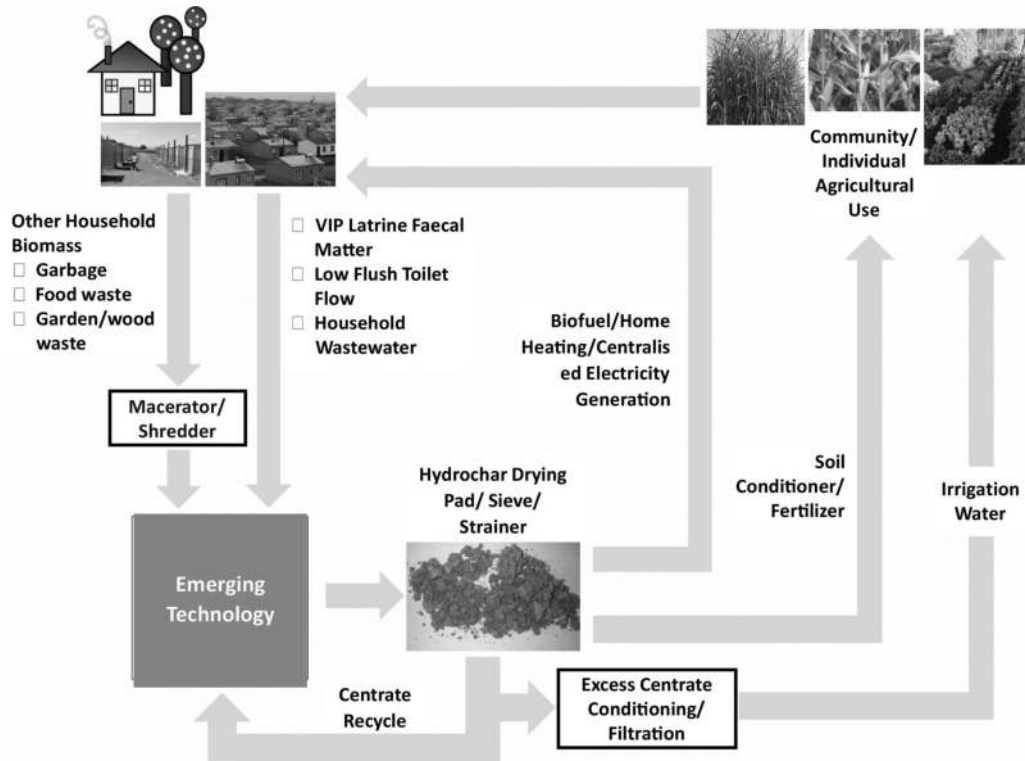 Other Household
Biomass
□ Garbage
□ Food waste
□ Garden/wood
waste
□ VIP Latrine Faecal
Matter
□ Low Flush Toilet
Flow
□ Household
Wastewater
Community/
Individual
Agricultural
Use
Biofuel/Home
Heating/Centralis
ed Electricity
Generation
Macerator/
Shredder
Hydrochar Drying
Pad/ Sieve/
Strainer
Soil
Conditioner/
Fertilizer
Irrigation
Water
Emerging
Technology
Centrate
Recycle
Excess Centrate
Conditioning/
Filtration